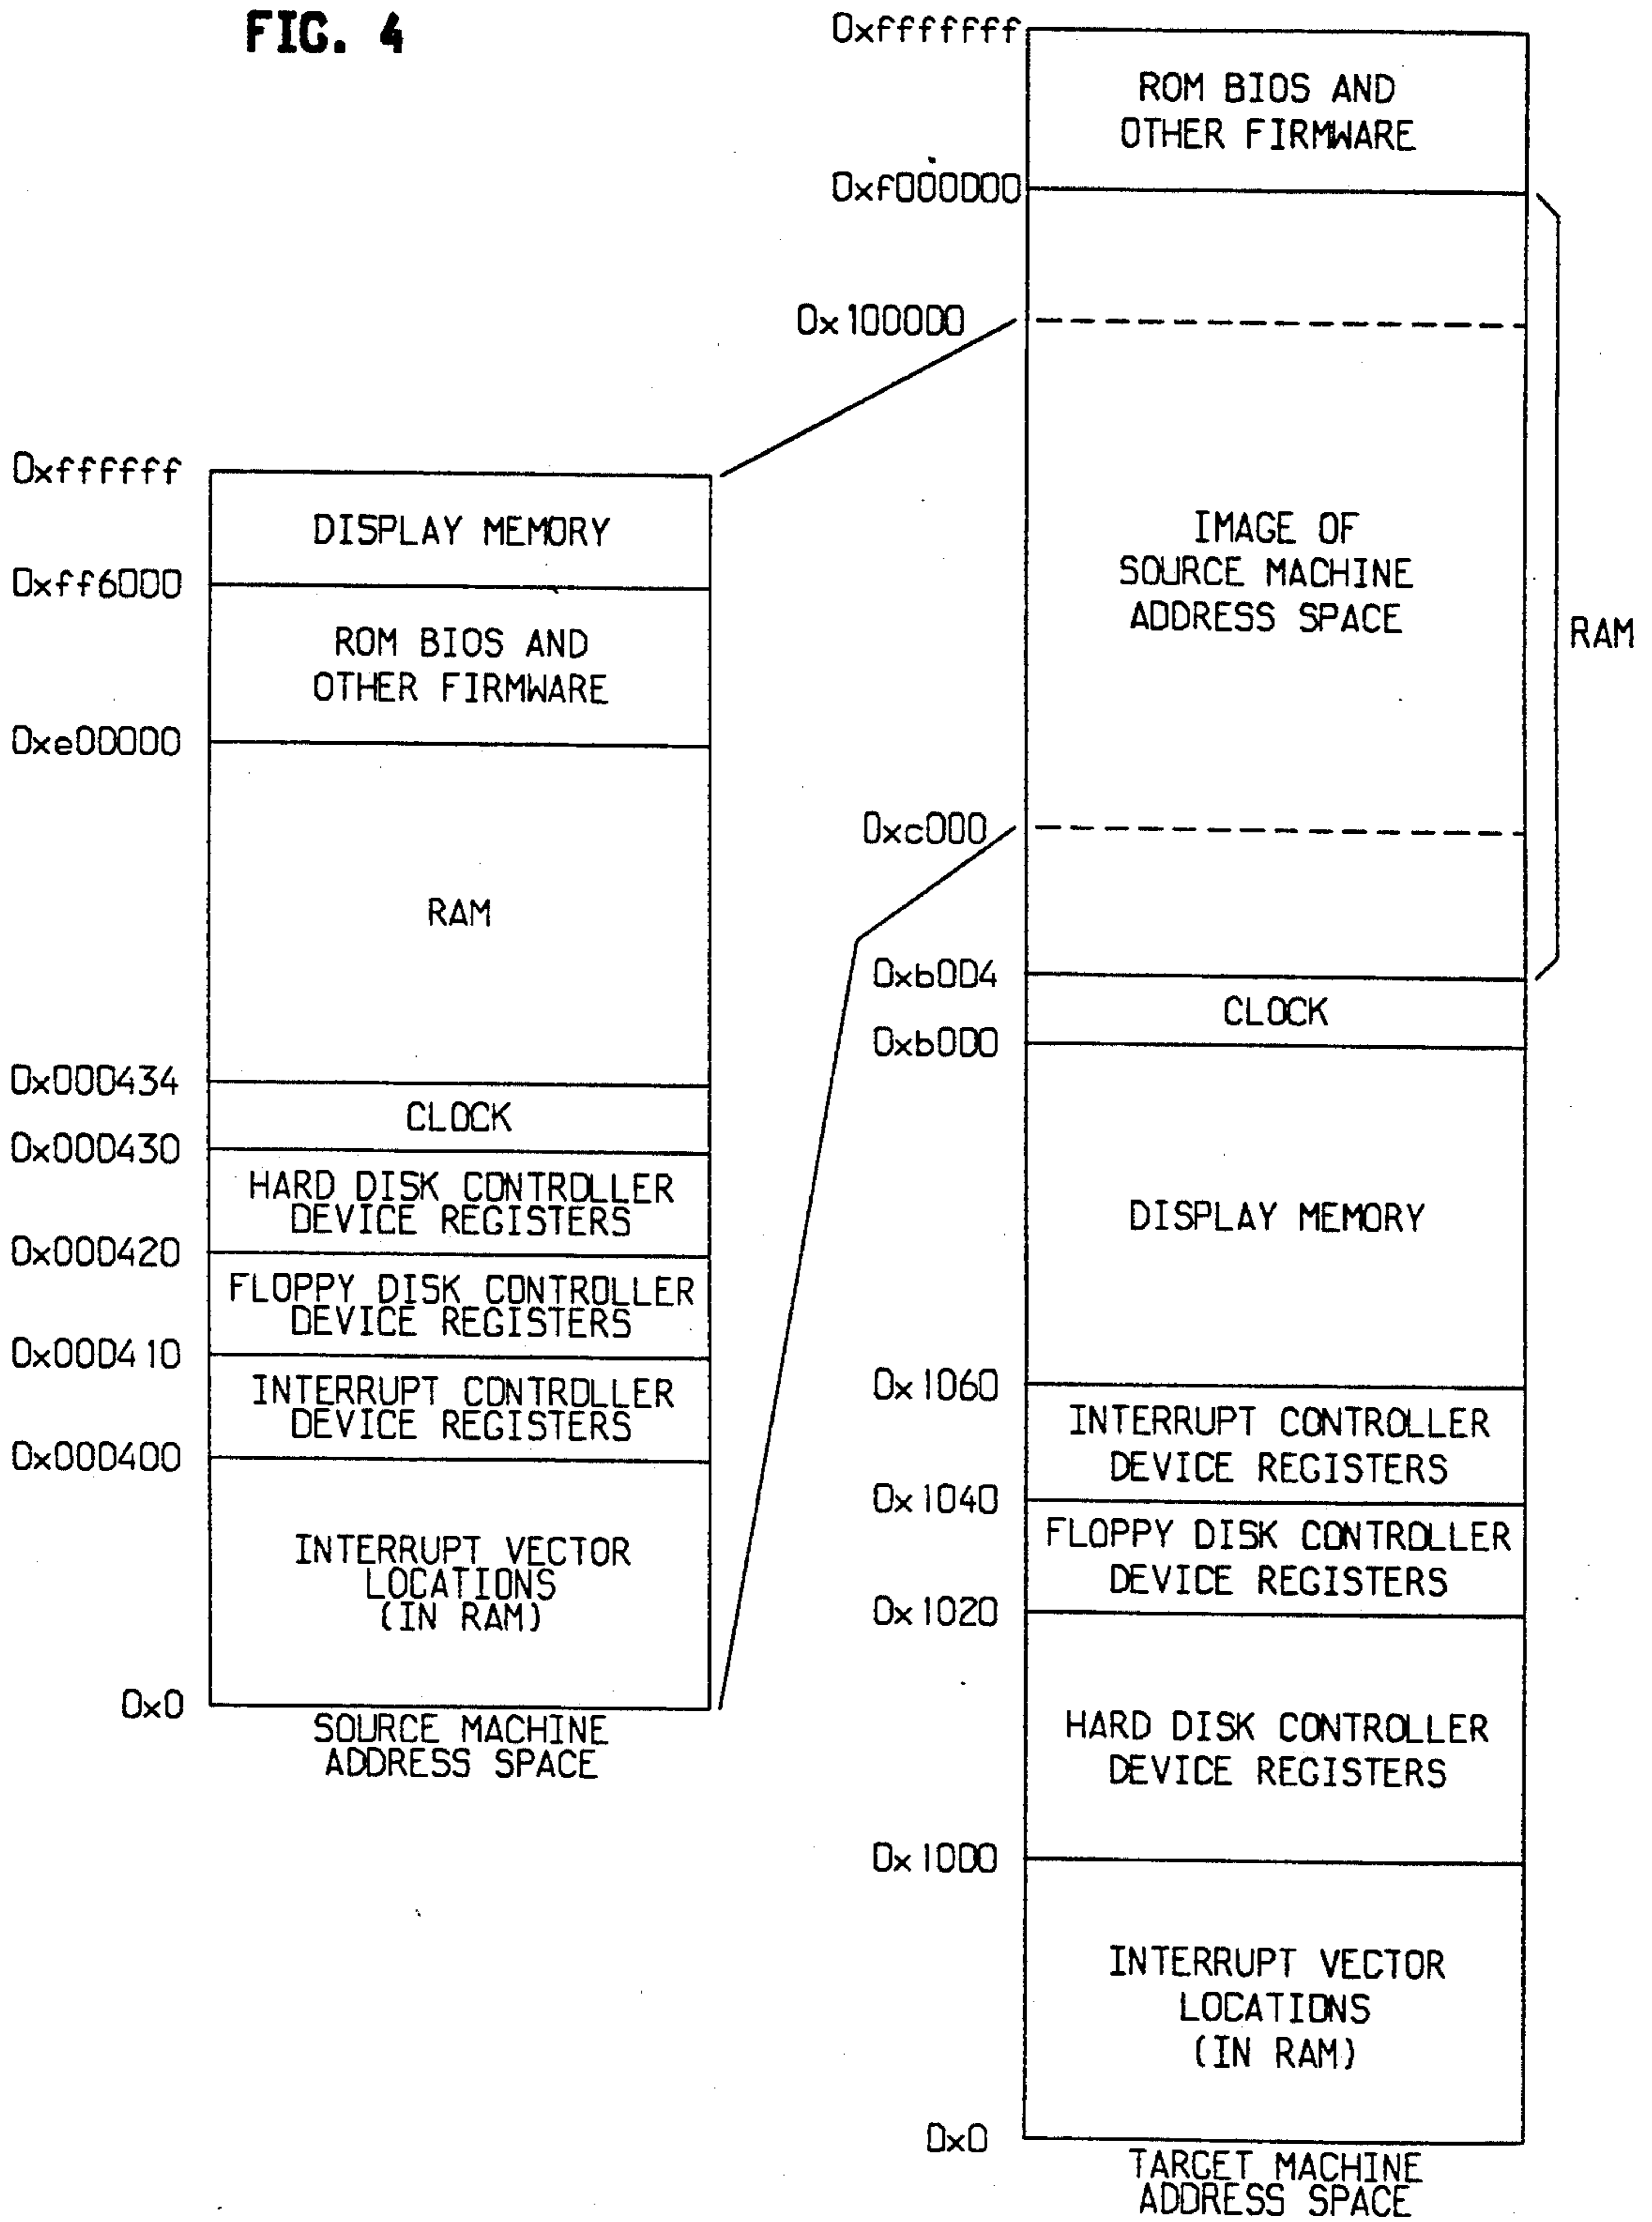 FIG. 4
0xffffff
DISPLAY MEMORY
0xff6000
ROM BIOS AND
OTHER FIRMWARE
0xe00000
RAM
0x000434
CLOCK
0x000430
HARD DISK CONTROLLER
DEVICE REGISTERS
0x000420
FLOPPY DISK CONTROLLER
DEVICE REGISTERS
0x000410
INTERRUPT CONTROLLER
DEVICE REGISTERS
0x000400
INTERRUPT VECTOR
LOCATIONS
(IN RAM)
0x0
SOURCE MACHINE
ADDRESS SPACE
0xfffffff
ROM BIOS AND
OTHER FIRMWARE
0xf000000
0x100000
IMAGE OF
SOURCE MACHINE
ADDRESS SPACE
RAM
0xc000
0xb004
CLOCK
0xb000
DISPLAY MEMORY
0x1060
INTERRUPT CONTROLLER
DEVICE REGISTERS
0x1040
FLOPPY DISK CONTROLLER
DEVICE REGISTERS
0x1020
HARD DISK CONTROLLER
DEVICE REGISTERS
0x1000
INTERRUPT VECTOR
LOCATIONS
(IN RAM)
0x0
TARGET MACHINE
ADDRESS SPACE